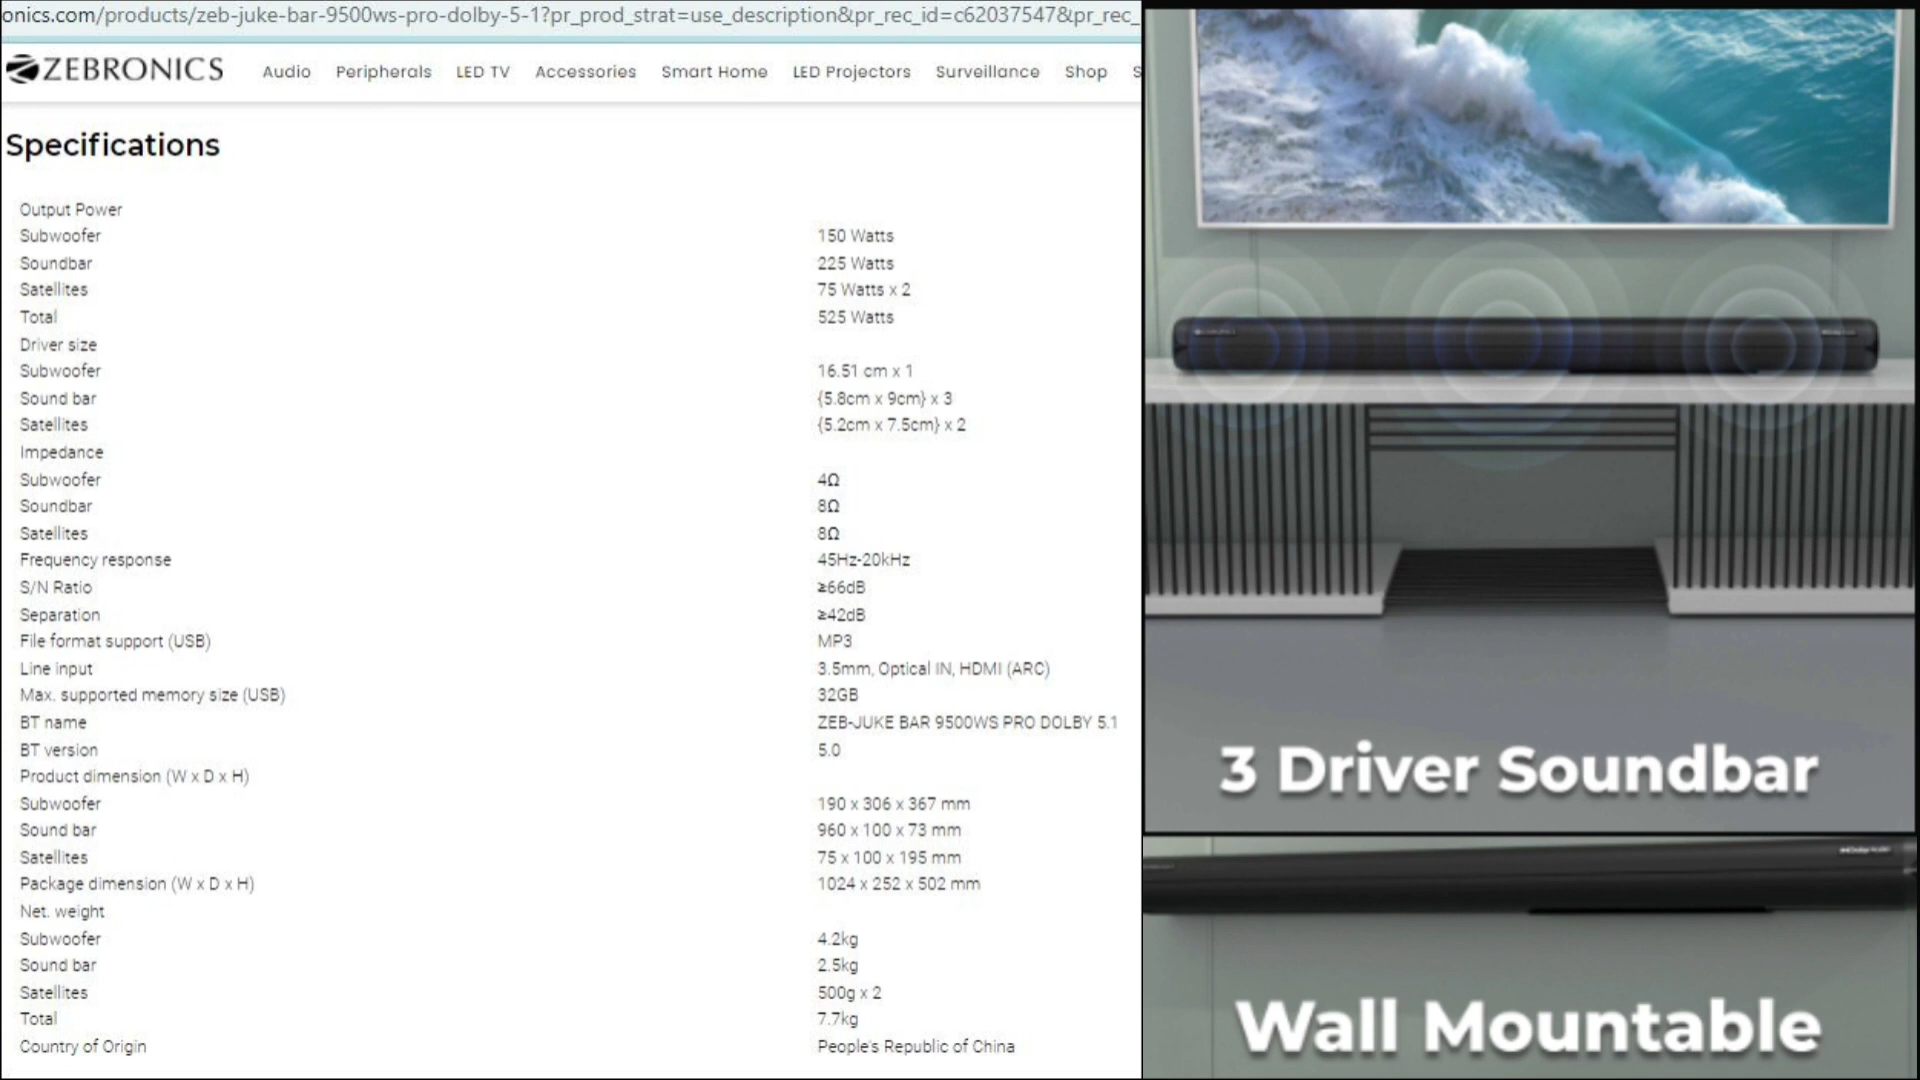 onics.com/products/zeb-juke-bar-9500ws-pro-dolby-5-1?pr_prod_strat=use_description&pr_rec_id=c62037547&pr_rec_
ZEBRONICS Audio Peripherals LED TV Accessories Smart Home LED Projectors Surveillance Shop S
Specifications
Output Power
Subwoofer 150 Watts
Soundbar 225 Watts
Satellites 75 Watts x 2
Total 525 Watts
Driver size
Subwoofer 16.51 cm x 1
Sound bar {5.8cm x 9cm} x 3
Satellites {5.2cm x 7.5cm} x 2
Impedance
Subwoofer 4Ω
Soundbar 8Ω
Satellites 8Ω
Frequency response 45Hz-20kHz
S/N Ratio ≥66dB
Separation ≥42dB
File format support (USB) MP3
Line input 3.5mm, Optical IN, HDMI (ARC)
Max. supported memory size (USB) 32GB
BT name ZEB-JUKE BAR 9500WS PRO DOLBY 5.1
BT version 5.0
Product dimension (W x D x H)
Subwoofer 190 x 306 x 367 mm
Sound bar 960 x 100 x 73 mm
Satellites 75 x 100 x 195 mm
Package dimension (W x D x H) 1024 x 252 x 502 mm
Net. weight
Subwoofer 4.2kg
Sound bar 2.5kg
Satellites 500g x 2
Total 7.7kg
Country of Origin People's Republic of China
3 Driver Soundbar
Wall Mountable